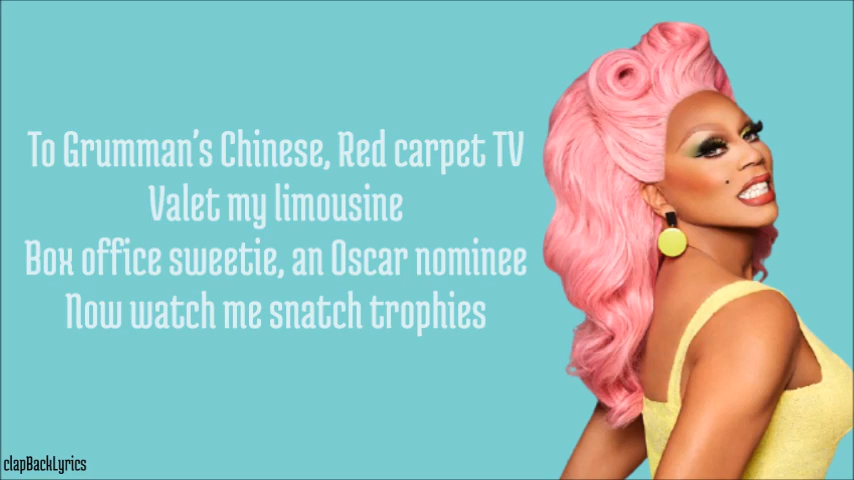 To Grumman's Chinese, Red carpet TV
Valet my limousine
Box office sweetie, an Oscar nominee
Now watch me snatch trophies
clapBackLyrics